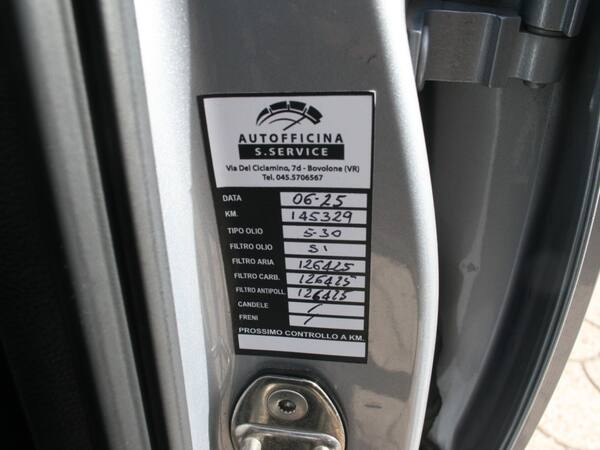 AUTOFFICINA
S.SERVICE
Via Del Ciclamino, 7d - Bovolone (VR)
Tel. 045.5706567
DATA 06-25
KM. 145329
TIPO OLIO 5-30
FILTRO OLIO SI
FILTRO ARIA 126425
FILTRO CARB. 126425
FILTRO ANTIPOLL. 126425
CANDELE /
FRENI /
PROSSIMO CONTROLLO A KM.